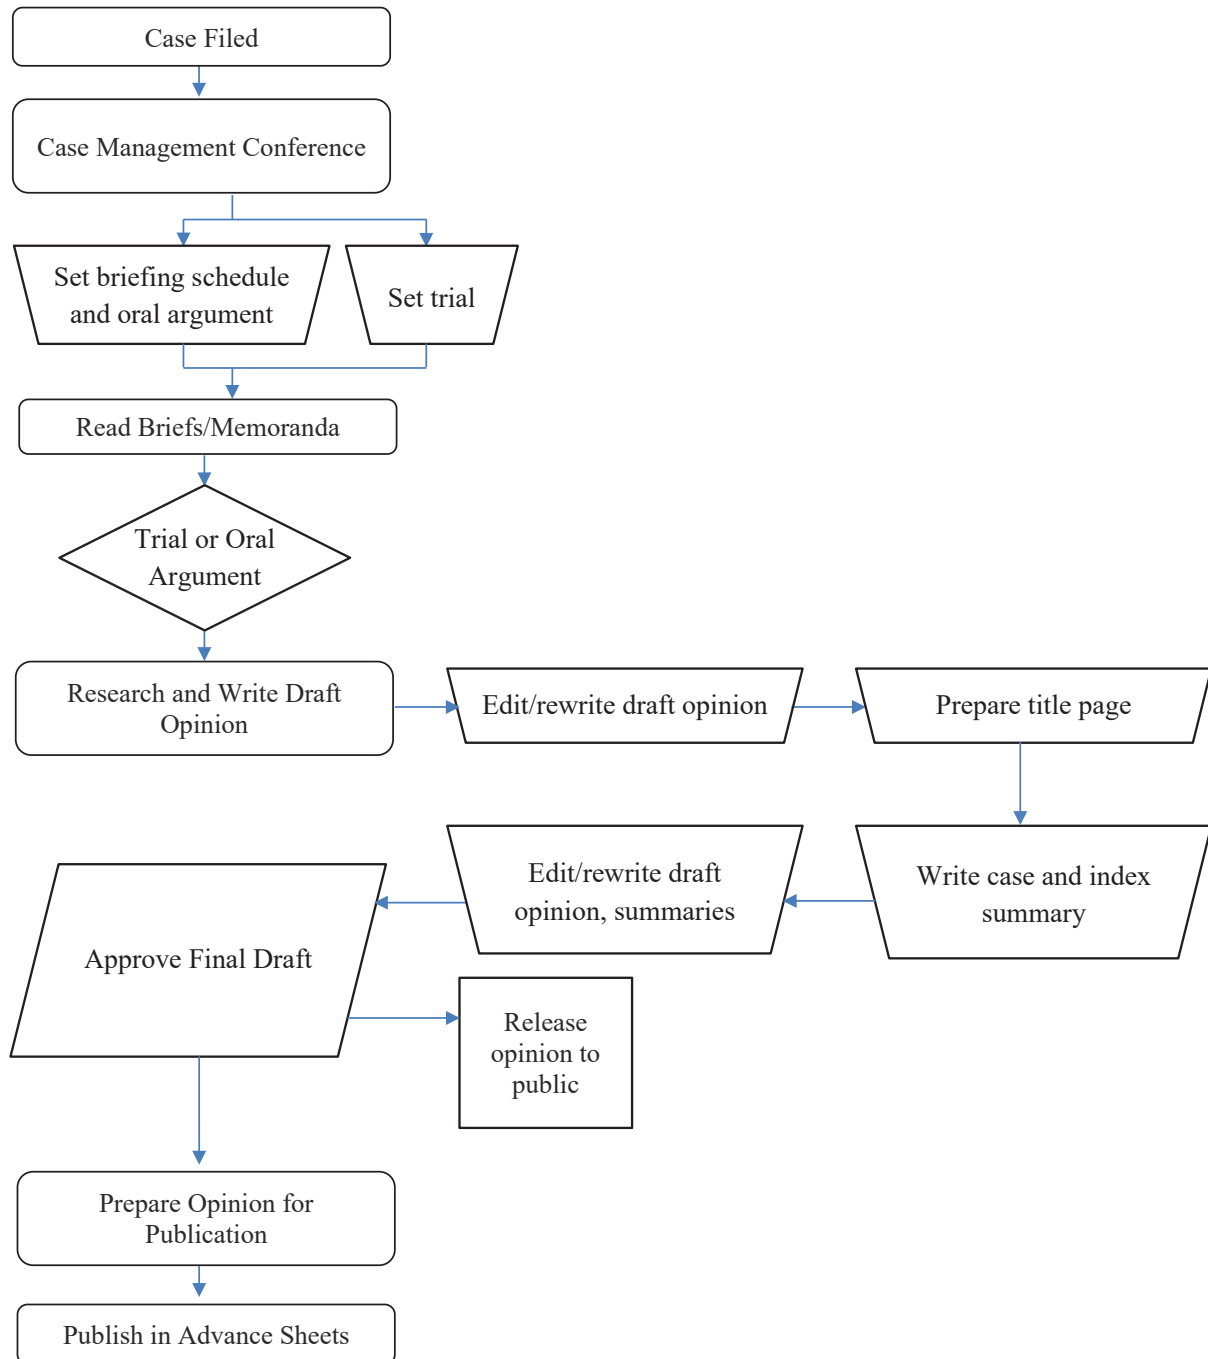 Case Filed
Case Management Conference
Set briefing schedule
and oral argument
Set trial
Read Briefs/Memoranda
Trial or Oral
Argument
Research and Write Draft
Opinion
Edit/rewrite draft opinion
Prepare title page
Write case and index
summary
Edit/rewrite draft
opinion, summaries
Approve Final Draft
Release
opinion to
public
Prepare Opinion for
Publication
Publish in Advance Sheets